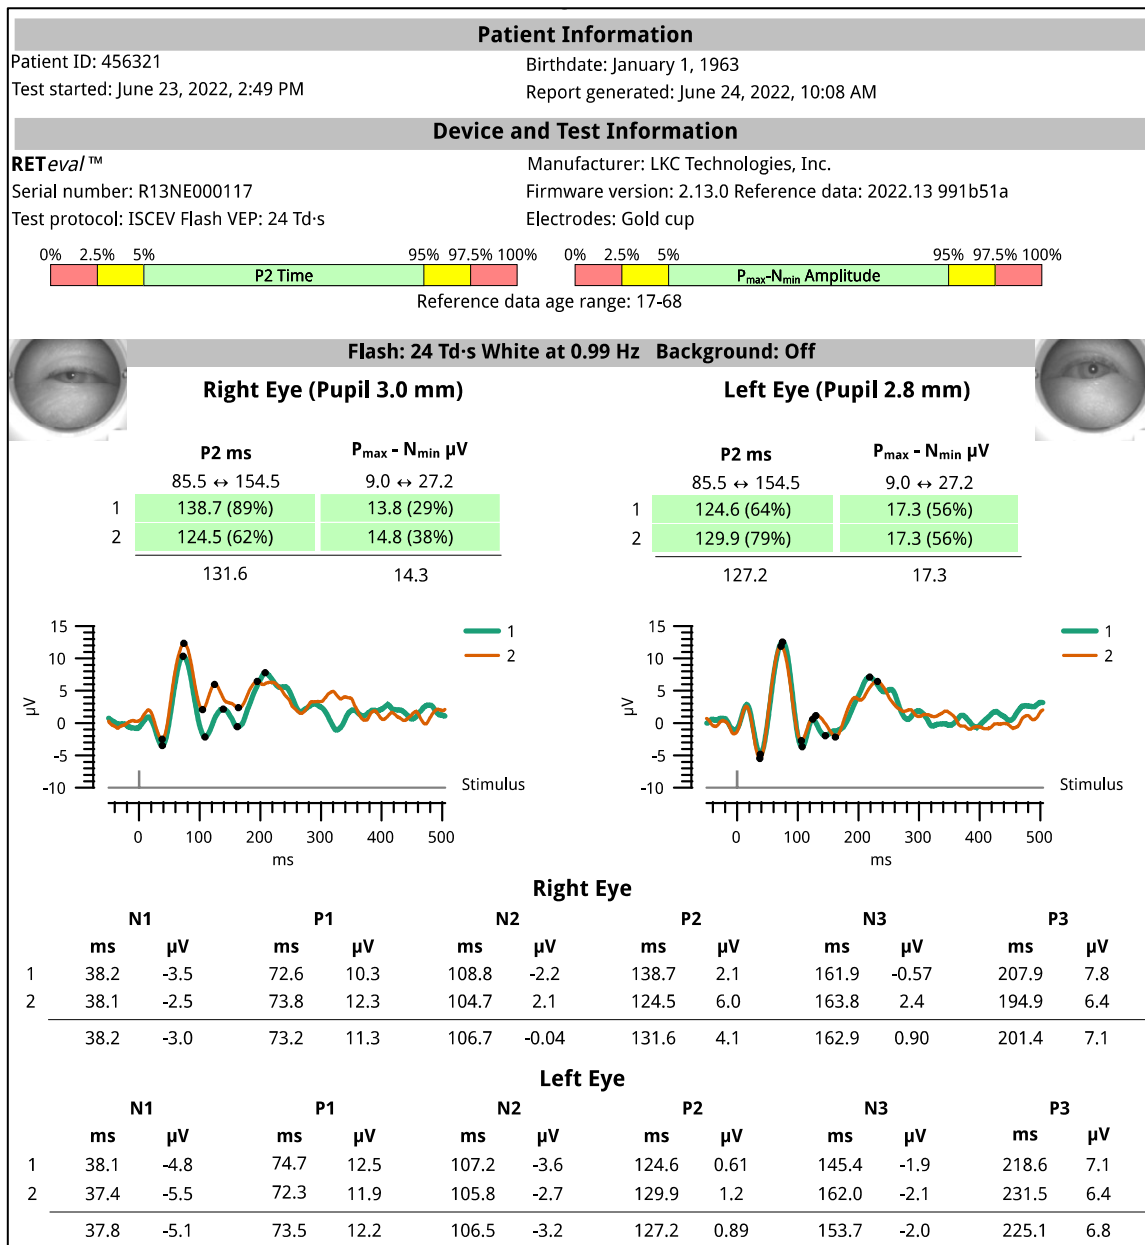 Patient Information
Patient ID: 456321
Birthdate: January 1, 1963
Test started: June 23, 2022, 2:49 PM
Report generated: June 24, 2022, 10:08 AM
Device and Test Information
RETeval ™
Manufacturer: LKC Technologies, Inc.
Serial number: R13NE000117
Firmware version: 2.13.0 Reference data: 2022.13 991b51a
Test protocol: ISCEV Flash VEP: 24 Td·s
Electrodes: Gold cup
0% 2.5% 5% 95% 97.5% 100%
P2 Time
0% 2.5% 5% 95% 97.5% 100%
Pmax-Nmin Amplitude
Reference data age range: 17-68
Flash: 24 Td·s White at 0.99 Hz Background: Off
Right Eye (Pupil 3.0 mm)
P2 ms Pmax - Nmin µV
85.5 ↔ 154.5 9.0 ↔ 27.2
1 138.7 (89%) 13.8 (29%)
2 124.5 (62%) 14.8 (38%)
131.6 14.3
Left Eye (Pupil 2.8 mm)
P2 ms Pmax - Nmin µV
85.5 ↔ 154.5 9.0 ↔ 27.2
1 124.6 (64%) 17.3 (56%)
2 129.9 (79%) 17.3 (56%)
127.2 17.3
15
10
5
0
-5
-10
µV
1
2
Stimulus
0 100 200 300 400 500
ms
15
10
5
0
-5
-10
µV
1
2
Stimulus
0 100 200 300 400 500
ms
Right Eye
N1 P1 N2 P2 N3 P3
ms µV ms µV ms µV ms µV ms µV ms µV
1 38.2 -3.5 72.6 10.3 108.8 -2.2 138.7 2.1 161.9 -0.57 207.9 7.8
2 38.1 -2.5 73.8 12.3 104.7 2.1 124.5 6.0 163.8 2.4 194.9 6.4
38.2 -3.0 73.2 11.3 106.7 -0.04 131.6 4.1 162.9 0.90 201.4 7.1
Left Eye
N1 P1 N2 P2 N3 P3
ms µV ms µV ms µV ms µV ms µV ms µV
1 38.1 -4.8 74.7 12.5 107.2 -3.6 124.6 0.61 145.4 -1.9 218.6 7.1
2 37.4 -5.5 72.3 11.9 105.8 -2.7 129.9 1.2 162.0 -2.1 231.5 6.4
37.8 -5.1 73.5 12.2 106.5 -3.2 127.2 0.89 153.7 -2.0 225.1 6.8